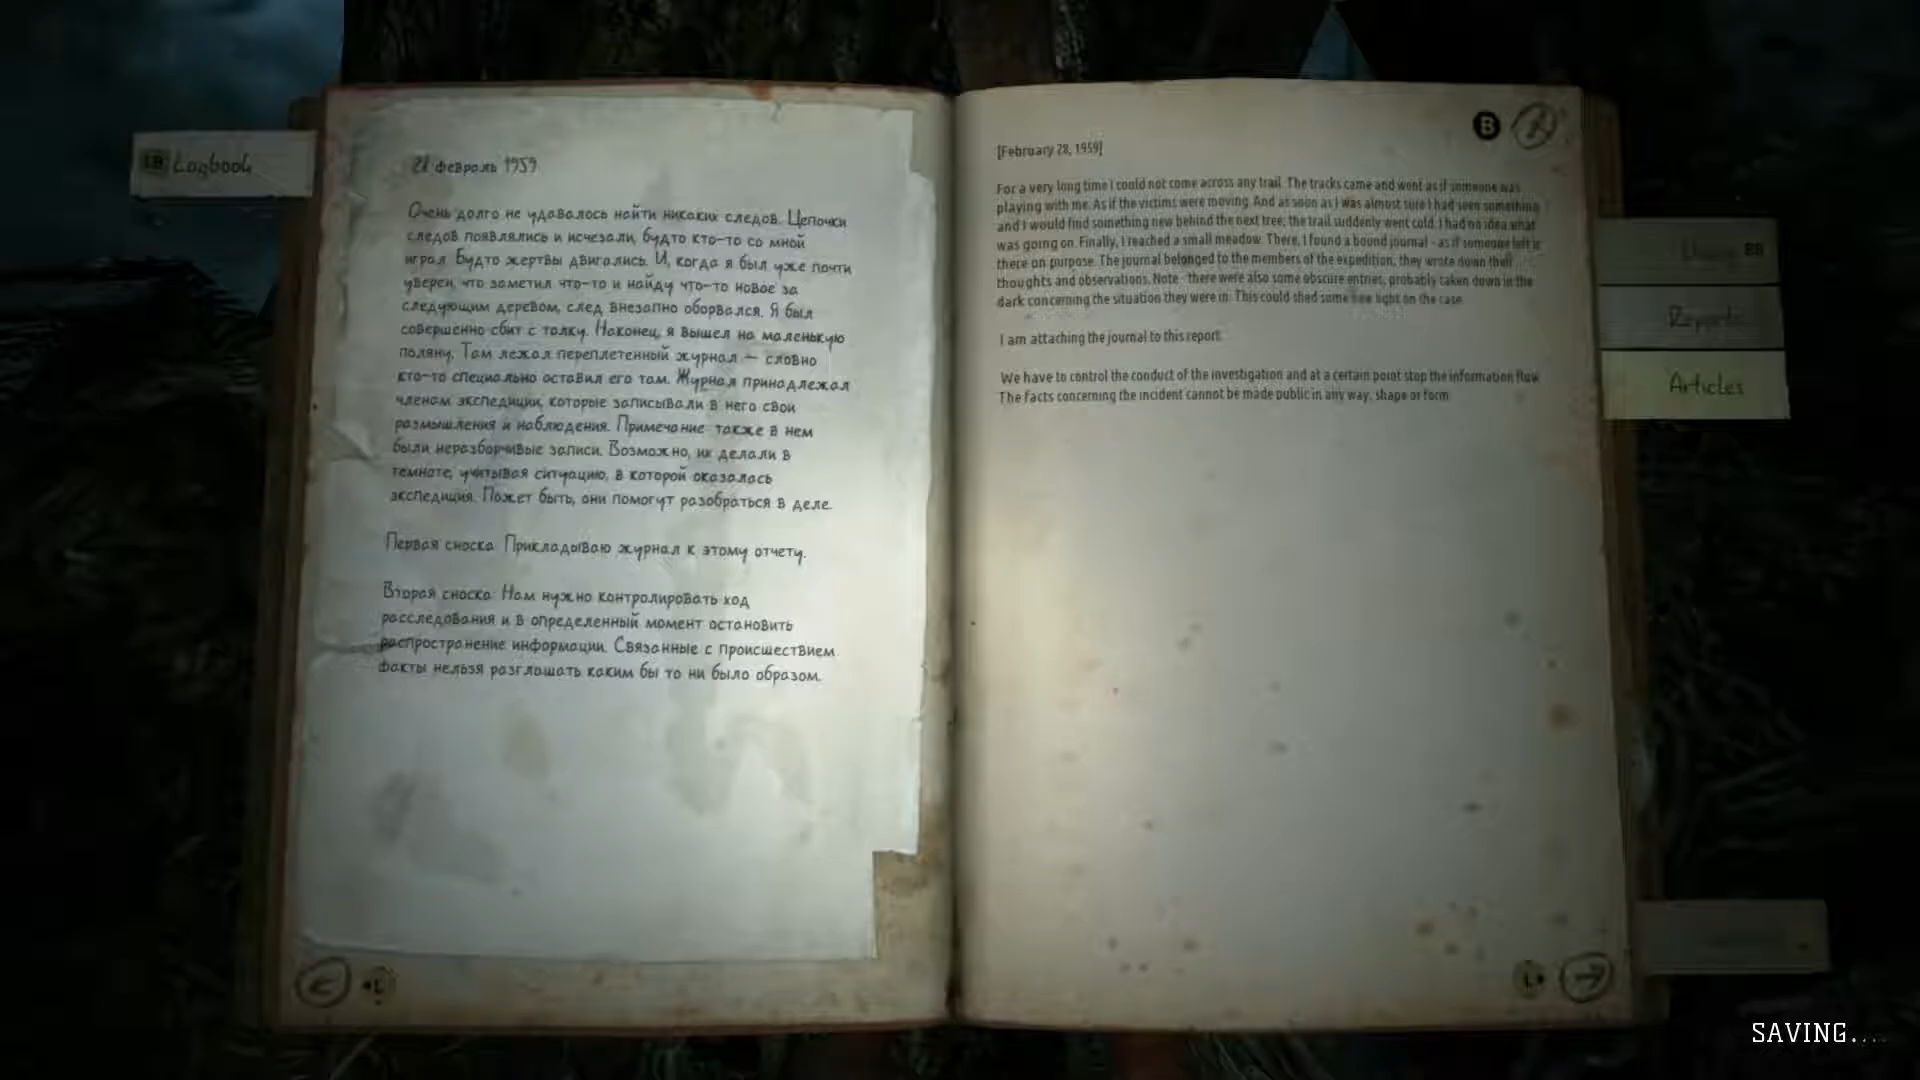 LB Logbook
28 февраль 1959
Очень долго не удавалось найти никаких следов. Цепочки
следов появлялись и исчезали, будто кто-то со мной
играл. Будто жертвы двигались. И, когда я был уже почти
уверен, что заметил что-то и найду что-то новое за
следующим деревом, след внезапно оборвался. Я был
совершенно сбит с толку. Наконец, я вышел на маленькую
поляну. Там лежал переплетенный журнал — словно
кто-то специально оставил его там. Журнал принадлежал
членам экспедиции, которые записывали в него свои
размышления и наблюдения. Примечание: также в нем
были неразборчивые записи. Возможно, их делали в
темноте, учитывая ситуацию, в которой оказалась
экспедиция. Может быть, они помогут разобраться в деле.
Первая сноска: Прикладываю журнал к этому отчету.
Вторая сноска: Нам нужно контролировать ход
расследования и в определенный момент остановить
распространение информации. Связанные с происшествием
факты нельзя разглашать каким бы то ни было образом.
B
[February 28, 1959]
For a very long time I could not come across any trail. The tracks came and went as if someone was
playing with me. As if the victims were moving. And as soon as I was almost sure I had seen something
and I would find something new behind the next tree, the trail suddenly went cold. I had no idea what
was going on. Finally, I reached a small meadow. There, I found a bound journal - as if someone left it
there on purpose. The journal belonged to the members of the expedition, they wrote down their
thoughts and observations. Note - there were also some obscure entries, probably taken down in the
dark concerning the situation they were in. This could shed some new light on the case.
I am attaching the journal to this report.
We have to control the conduct of the investigation and at a certain point stop the information flow.
The facts concerning the incident cannot be made public in any way, shape or form.
RB
Reports
Articles
L
L
SAVING....